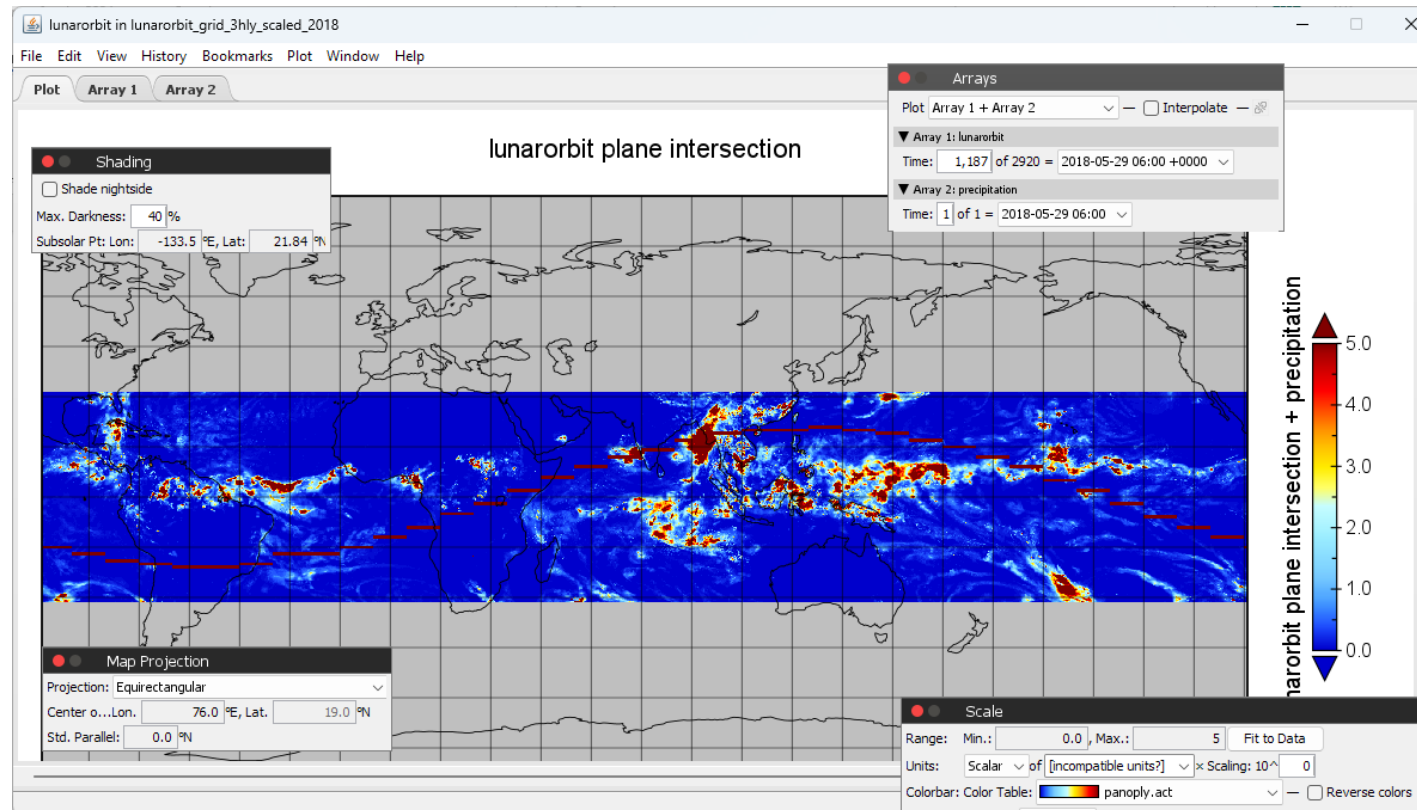 lunarorbit in lunarorbit_grid_3hly_scaled_2018
File Edit View History Bookmarks Plot Window Help
Plot Array 1 Array 2
Arrays
Plot Array 1 + Array 2 Interpolate
Array 1: lunarorbit
Time: 1,187 of 2920 = 2018-05-29 06:00 +0000
Array 2: precipitation
Time: 1 of 1 = 2018-05-29 06:00
lunarorbit plane intersection
Shading
Shade nightside
Max. Darkness: 40 %
Subsolar Pt: Lon: -133.5 ºE, Lat: 21.84 ºN
5.0
4.0
3.0
2.0
1.0
0.0
narorbit plane intersection + precipitation
Map Projection
Projection: Equirectangular
Center o...Lon. 76.0 ºE, Lat. 19.0 ºN
Std. Parallel: 0.0 ºN
Scale
Range: Min.: 0.0 , Max.: 5 Fit to Data
Units: Scalar of [incompatible units?] × Scaling: 10^ 0
Colorbar: Color Table: panoply.act Reverse colors